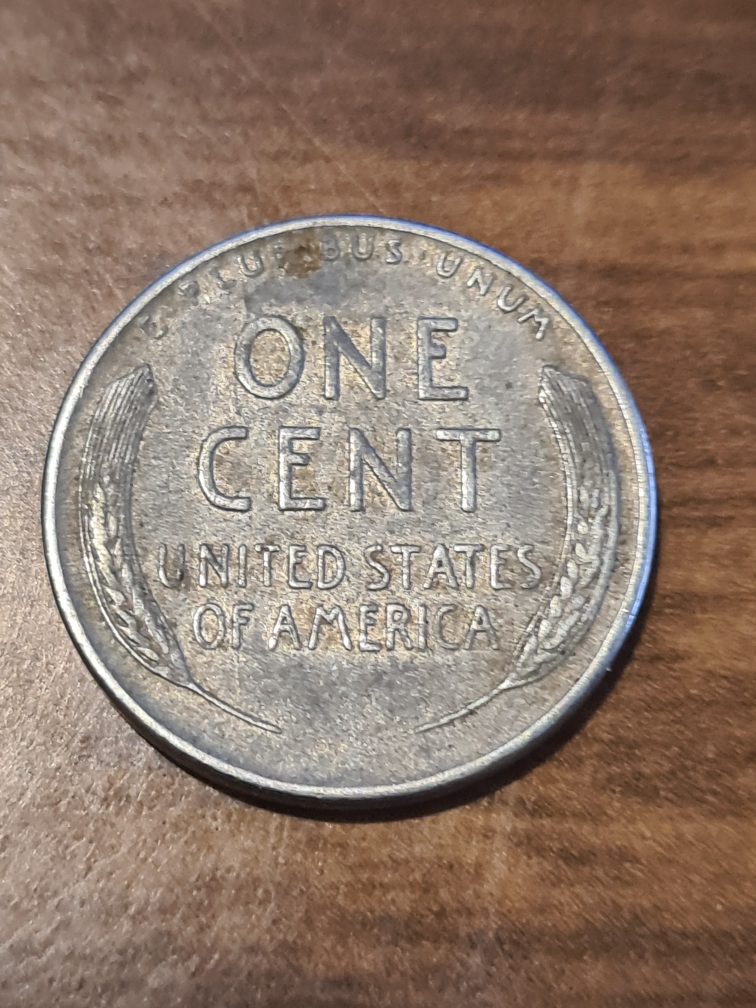 E PLURIBUS UNUM
ONE
CENT
UNITED STATES
OF AMERICA